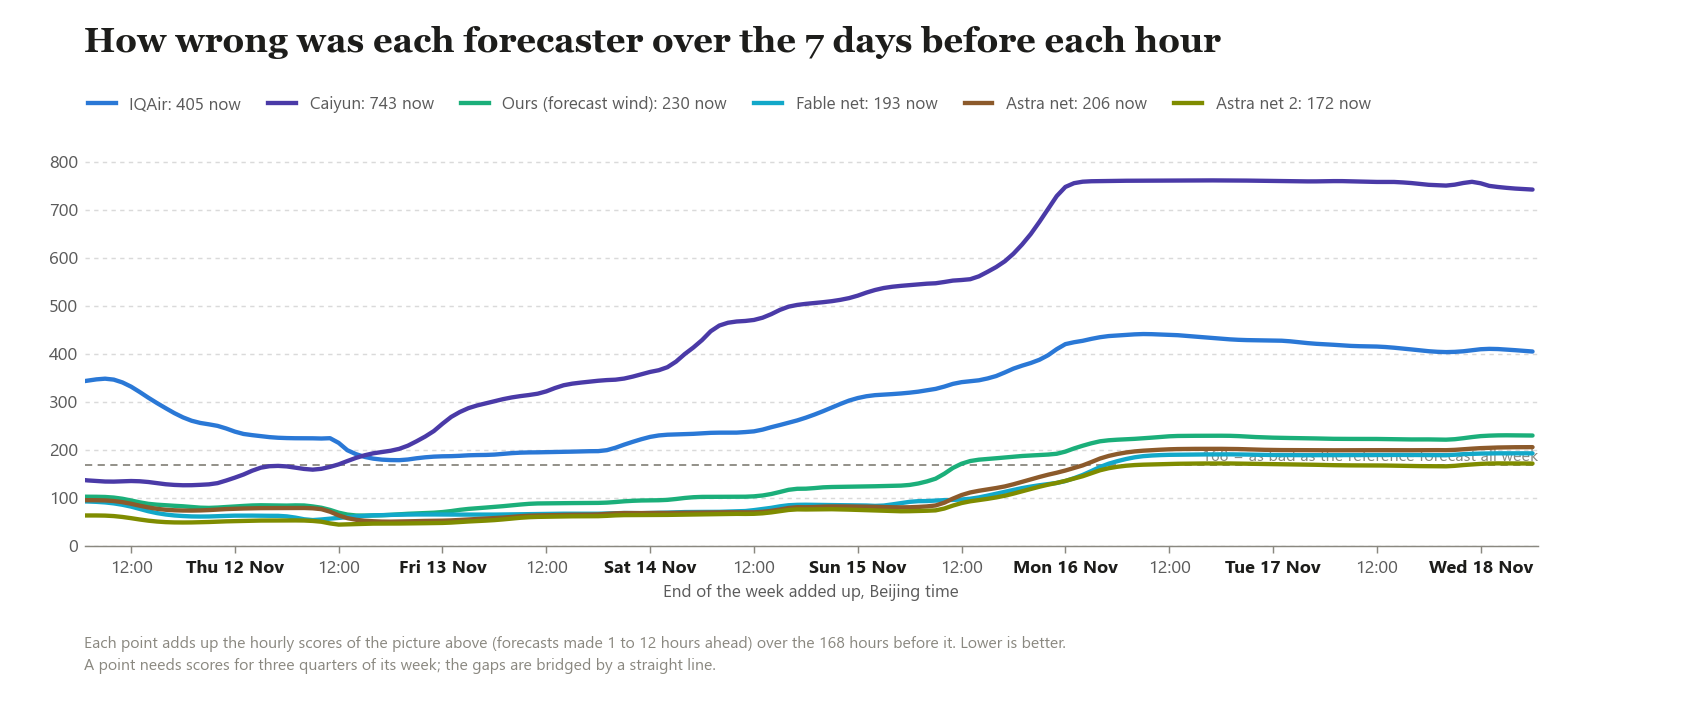 How wrong was each forecaster over the 7 days before each hour
IQAir: 405 now Caiyun: 743 now Ours (forecast wind): 230 now Fable net: 193 now Astra net: 206 now Astra net 2: 172 now
800
700
600
500
400
300
200
168 = as bad as the reference forecast all week
100
0
12:00 Thu 12 Nov 12:00 Fri 13 Nov 12:00 Sat 14 Nov 12:00 Sun 15 Nov 12:00 Mon 16 Nov 12:00 Tue 17 Nov 12:00 Wed 18 Nov
End of the week added up, Beijing time
Each point adds up the hourly scores of the picture above (forecasts made 1 to 12 hours ahead) over the 168 hours before it. Lower is better.
A point needs scores for three quarters of its week; the gaps are bridged by a straight line.